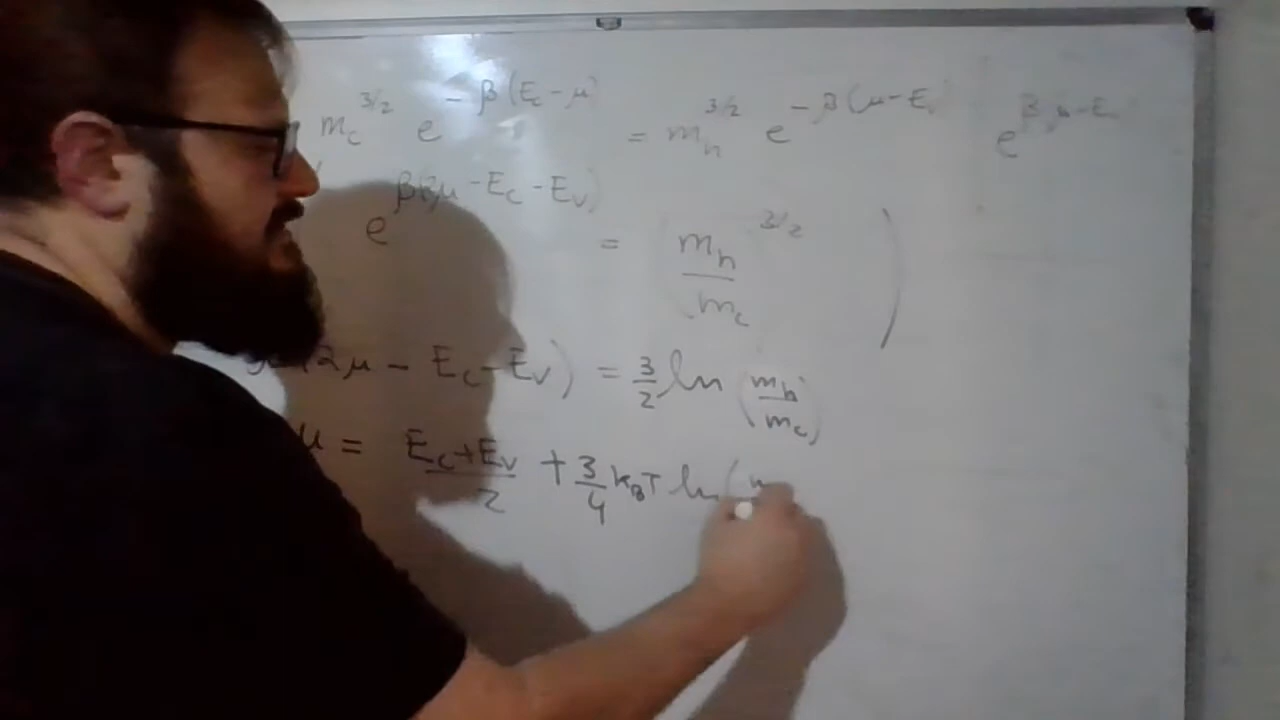 m_c^{3/2} e^{-β(E_c-μ)} = m_h^{3/2} e^{-β(μ-E_v} e^{β μ-E
e^{β(2μ-E_c-E_v)} = (m_h/m_c)^{3/2} )
(2μ - E_c - E_v) = 3/2 ln (m_h/m_c)
μ = E_c+E_v/2 + 3/4 k_B T ln(